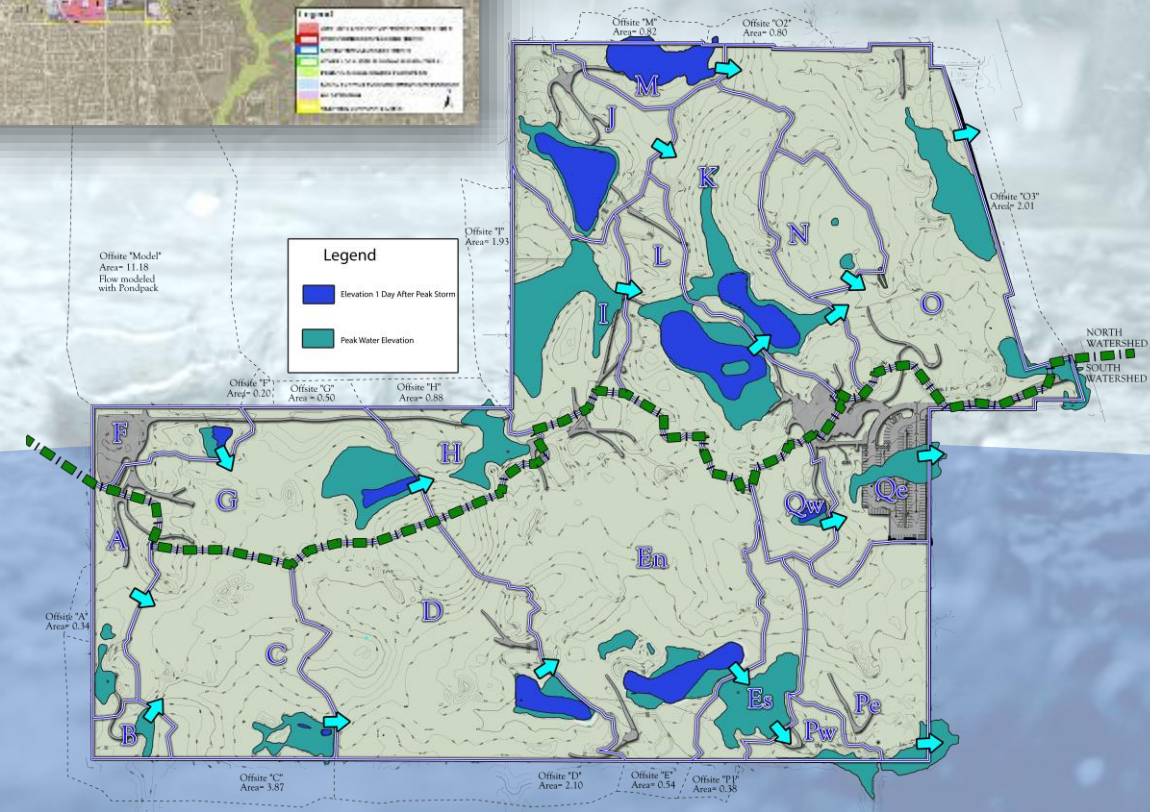 Legend
Offsite "M"
Area= 0.82
Offsite "O2"
Area= 0.80
M
J
K
Offsite "O3"
Area= 2.01
Offsite "I"
Area= 1.93
N
L
Offsite "Model"
Area= 11.18
Flow modeled
with Pondpack
Legend
Elevation 1 Day After Peak Storm
Peak Water Elevation
I
O
NORTH
WATERSHED
SOUTH
WATERSHED
Offsite "F"
Area= 0.20
Offsite "G"
Area = 0.50
Offsite "H"
Area = 0.88
F
H
G
Qw
Qe
A
En
Offsite "A"
Area= 0.34
D
C
Es
Pe
B
Pw
Offsite "C"
Area= 3.87
Offsite "D"
Area= 2.10
Offsite "E"
Area= 0.54
Offsite "P1"
Area= 0.38